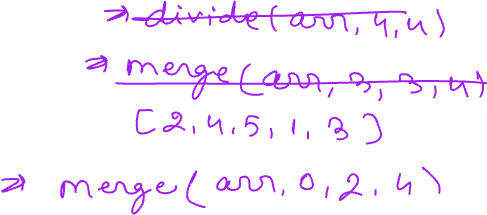 ⇒ divide(arr, 4, 4)
⇒ merge(arr, 3, 3, 4)
[2, 4, 5, 1, 3]
⇒ merge(arr, 0, 2, 4)